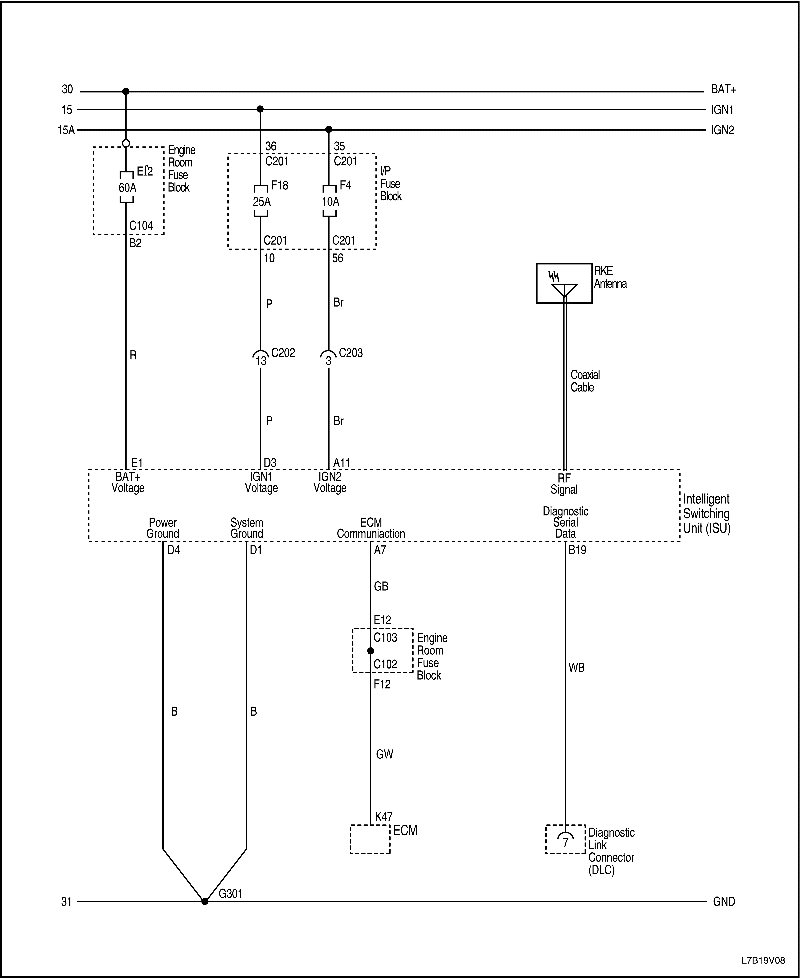 30 BAT+
15 IGN1
15A IGN2
36 35
Engine
Room
Fuse
Block
C201 C201
I/P
Fuse
Block
60A
F18
25A
F4
10A
C104
B2
C201 C201
10 56
RKE
Antenna
P Br
R
13 C202
3 C203
Coaxial
Cable
P Br
E1 D3 A11
BAT+
Voltage
IGN1
Voltage
IGN2
Voltage
RF
Signal
Intelligent
Switching
Unit (ISU)
Power
Ground
System
Ground
ECM
Communiaction
Diagnostic
Serial
Data
D4 D1 A7 B19
GB
E12
C103
C102
Engine
Room
Fuse
Block
F12
WB
B B
GW
K47
ECM
7
Diagnostic
Link
Connector
(DLC)
G301
31 GND
L7B19V08